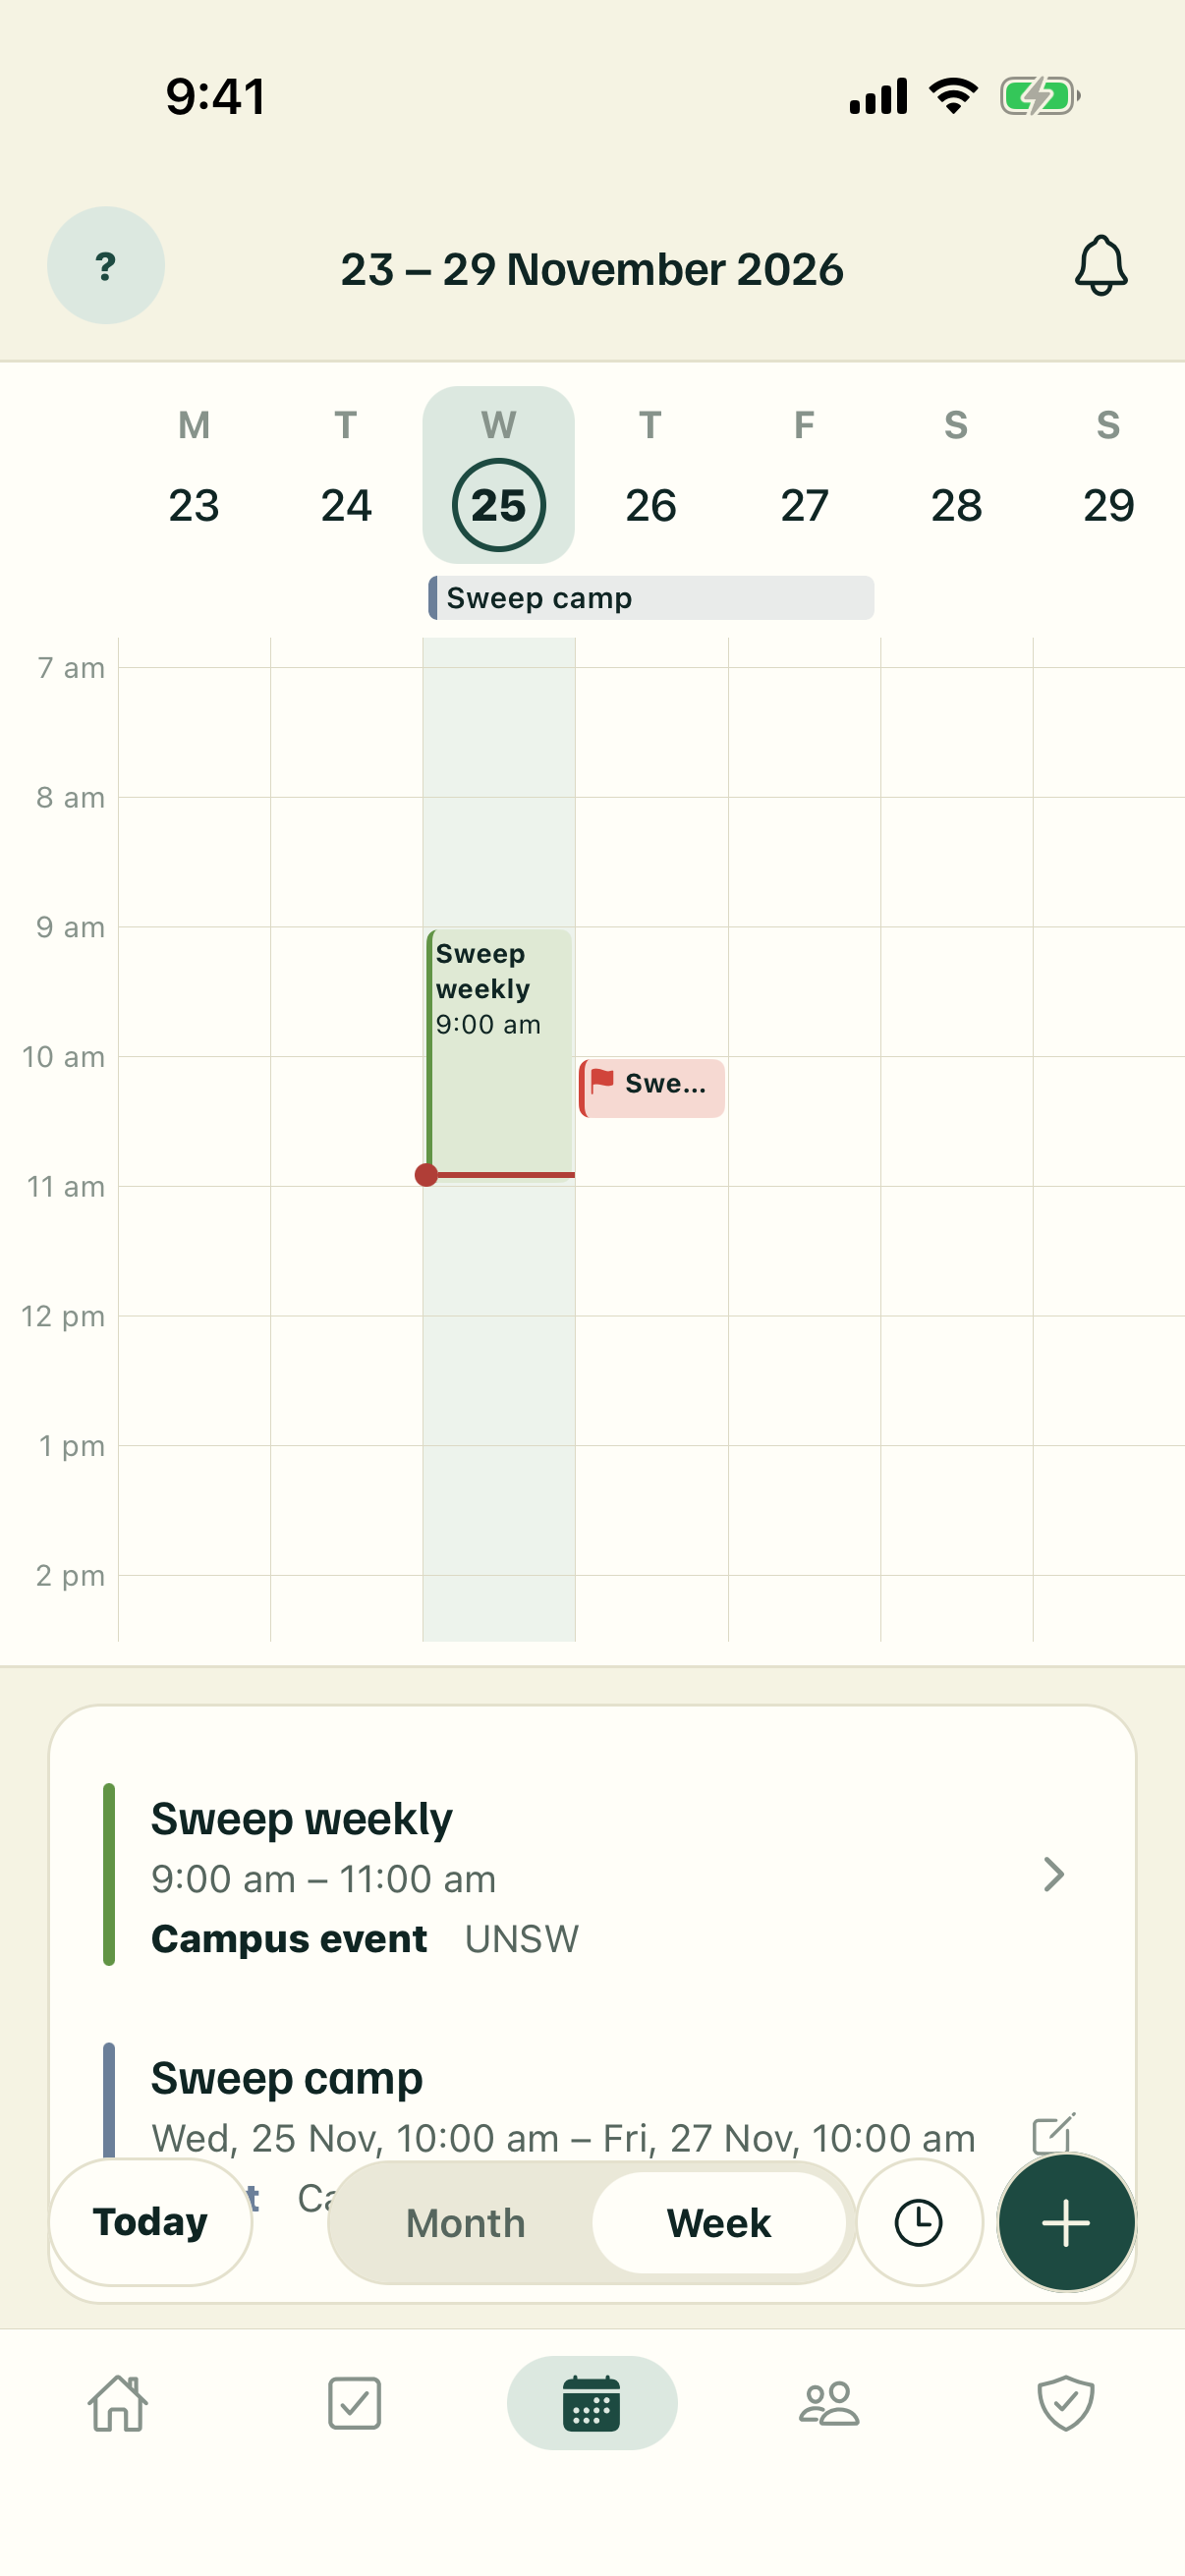 9:41
?
23 – 29 November 2026
M T W T F S S
23 24 25 26 27 28 29
Sweep camp
7 am
8 am
9 am
Sweep
weekly
9:00 am
10 am
Swe...
11 am
12 pm
1 pm
2 pm
Sweep weekly
9:00 am – 11:00 am
Campus event UNSW
Sweep camp
Wed, 25 Nov, 10:00 am – Fri, 27 Nov, 10:00 am
Today Month Week